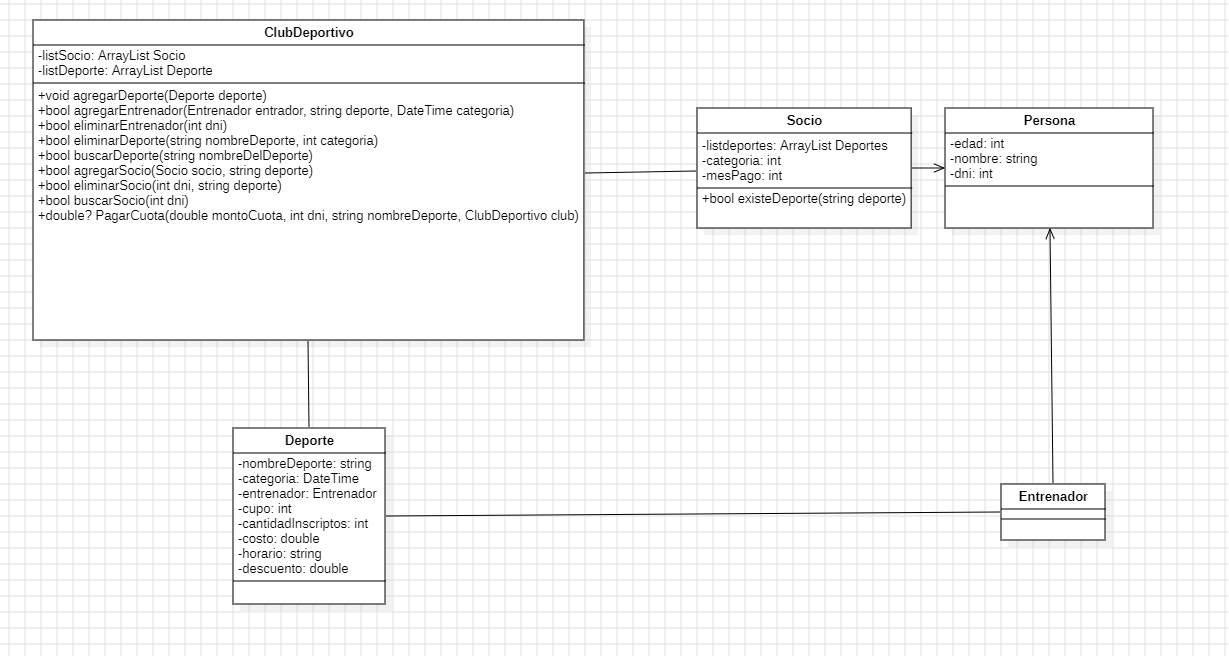 ClubDeportivo
-listSocio: ArrayList Socio
-listDeporte: ArrayList Deporte
+void agregarDeporte(Deporte deporte)
+bool agregarEntrenador(Entrenador entrador, string deporte, DateTime categoria)
+bool eliminarEntrenador(int dni)
+bool eliminarDeporte(string nombreDeporte, int categoria)
+bool buscarDeporte(string nombreDelDeporte)
+bool agregarSocio(Socio socio, string deporte)
+bool eliminarSocio(int dni, string deporte)
+bool buscarSocio(int dni)
+double? PagarCuota(double montoCuota, int dni, string nombreDeporte, ClubDeportivo club)
Socio
-listdeportes: ArrayList Deportes
-categoria: int
-mesPago: int
+bool existeDeporte(string deporte)
Persona
-edad: int
-nombre: string
-dni: int
Deporte
-nombreDeporte: string
-categoria: DateTime
-entrenador: Entrenador
-cupo: int
-cantidadInscriptos: int
-costo: double
-horario: string
-descuento: double
Entrenador